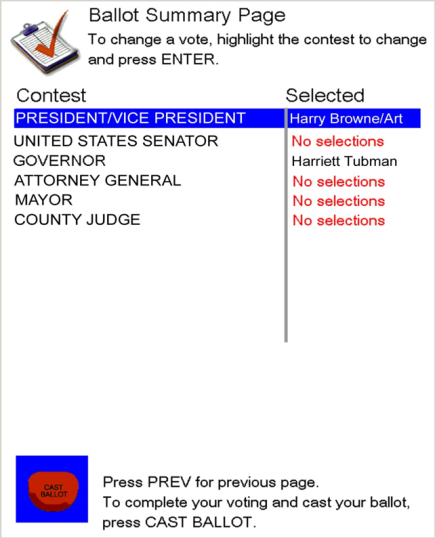 Ballot Summary Page
To change a vote, highlight the contest to change
and press ENTER.
Contest Selected
PRESIDENT/VICE PRESIDENT Harry Browne/Art
UNITED STATES SENATOR No selections
GOVERNOR Harriett Tubman
ATTORNEY GENERAL No selections
MAYOR No selections
COUNTY JUDGE No selections
CAST
BALLOT
Press PREV for previous page.
To complete your voting and cast your ballot,
press CAST BALLOT.